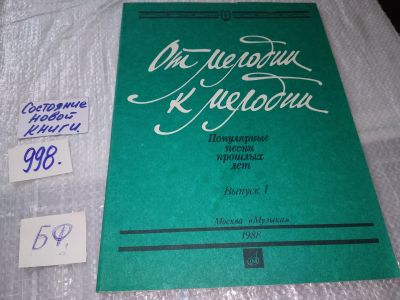 От мелодии
к мелодии
Популярные
песни
прошлых
лет
Выпуск 1
Москва «Музыка»
1988
Состояние
новой
книги.
998.
БФ,